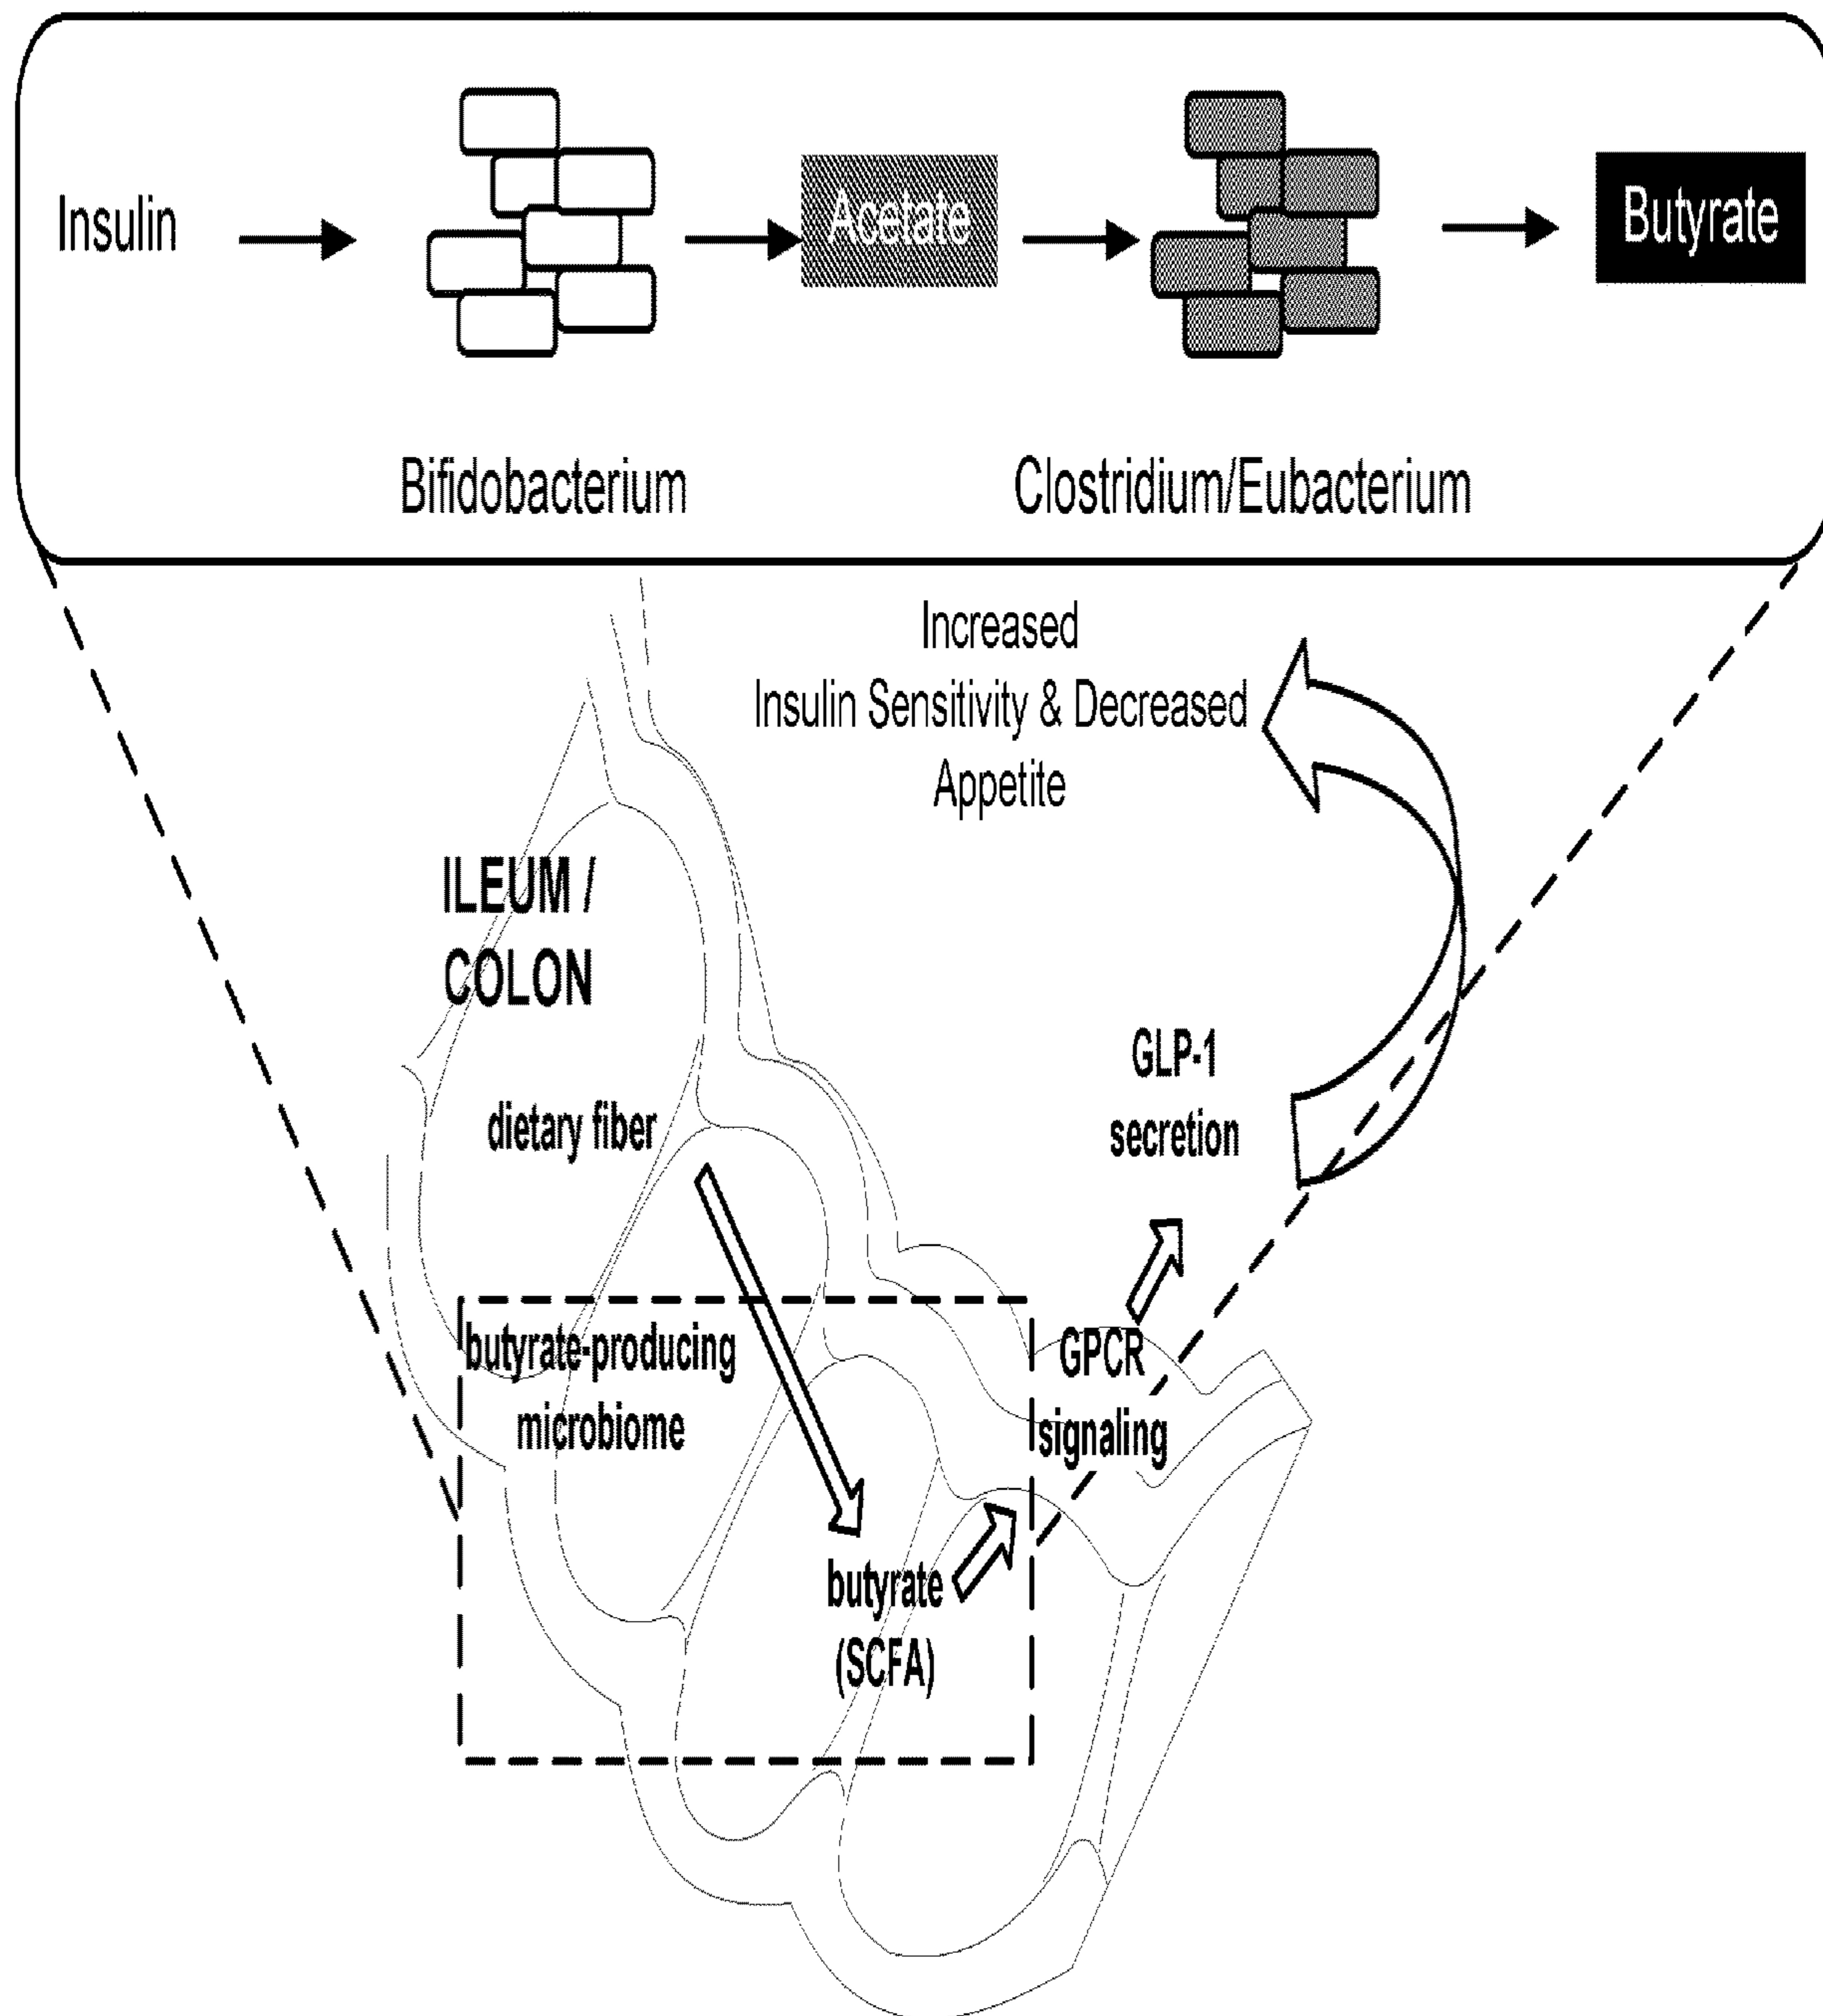 Insulin
Acetate
Butyrate
Bifidobacterium
Clostridium/Eubacterium
Increased
Insulin Sensitivity & Decreased
Appetite
ILEUM /
COLON
dietary fiber
GLP-1
secretion
butyrate-producing
microbiome
GPCR
signaling
butyrate
(SCFA)